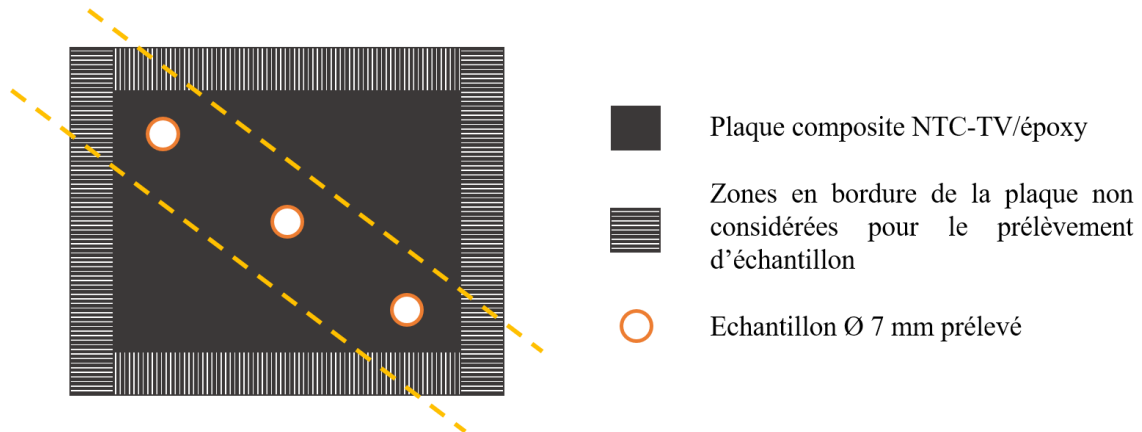 Plaque composite NTC-TV/époxy
Zones en bordure de la plaque non
considérées pour le prélèvement
d’échantillon
Echantillon Ø 7 mm prélevé